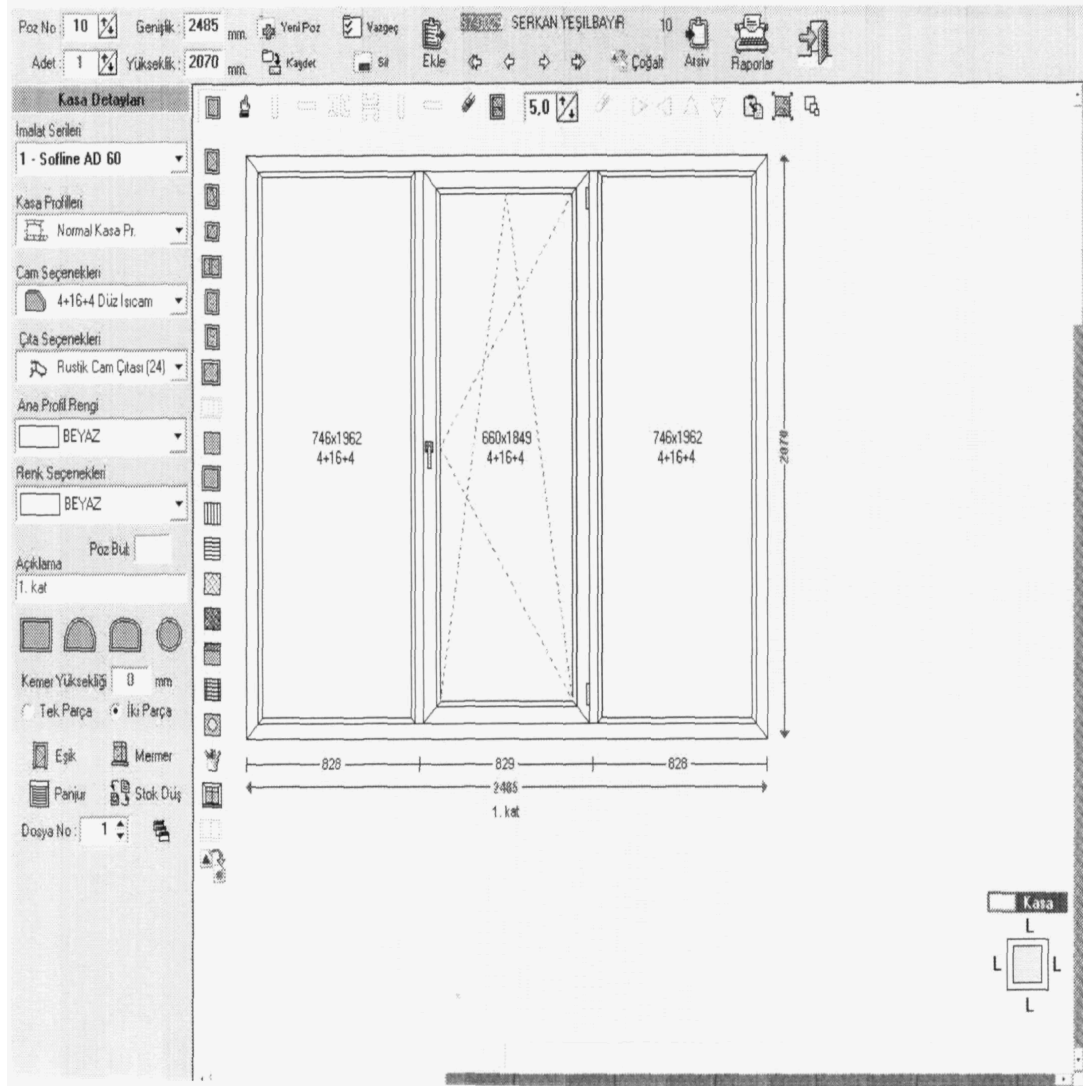 Poz No : 10 Genişlik : 2485 mm. Yeni Poz Vazgeç SERKAN YEŞİLBAYIR 10
Adet : 1 Yükseklik : 2070 mm. Kaydet Sil Ekle Çoğalt Arsiv Raporlar
Kasa Detayları
5,0
İmalat Serileri
1 - Sofline AD 60
Kasa Profilleri
Normal Kasa Pr.
Cam Seçenekleri
4+16+4 Düz Isıcam
Çıta Seçenekleri
Rustik Cam Çıtası (24)
Ana Profil Rengi
BEYAZ
Renk Seçenekleri
BEYAZ
Poz Bul:
Açıklama
1. kat
Kemer Yüksekliği 0 mm
Tek Parça İki Parça
Eşik Mermer
Panjur Stok Düş
Dosya No : 1
746x1962
4+16+4
660x1849
4+16+4
746x1962
4+16+4
2070
828 829 828
2485
1. kat
Kasa
L
L L
L